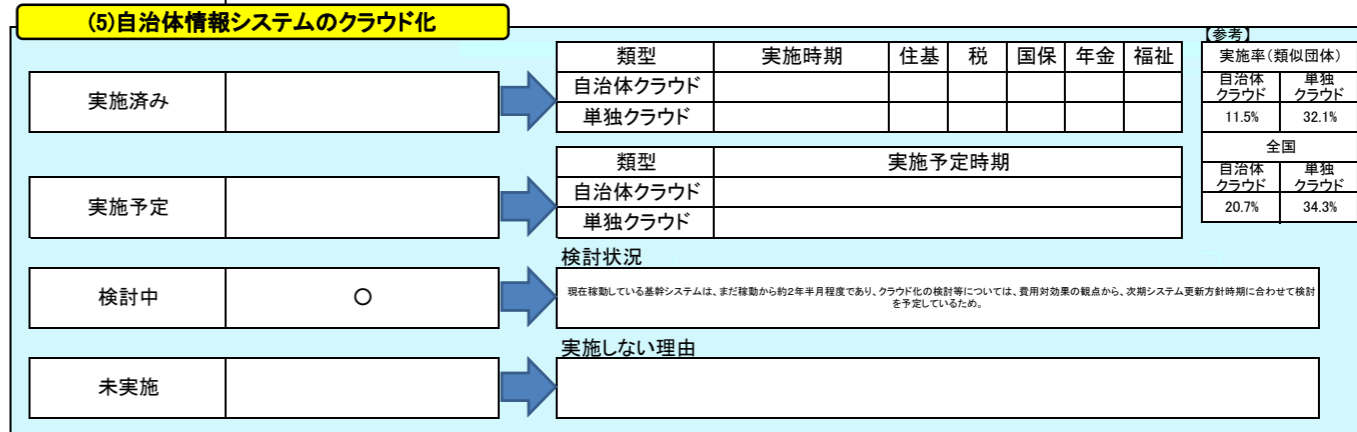 (5)自治体情報システムのクラウド化
類型 実施時期 住基 税 国保 年金 福祉
実施済み
自治体クラウド
単独クラウド
【参考】
実施率(類似団体)
自治体クラウド 単独クラウド
11.5% 32.1%
全国
自治体クラウド 単独クラウド
20.7% 34.3%
類型 実施予定時期
実施予定
自治体クラウド
単独クラウド
検討状況
検討中 ○
現在稼動している基幹システムは、まだ稼動から約2年半月程度であり、クラウド化の検討等については、費用対効果の観点から、次期システム更新方針時期に合わせて検討
を予定しているため。
実施しない理由
未実施